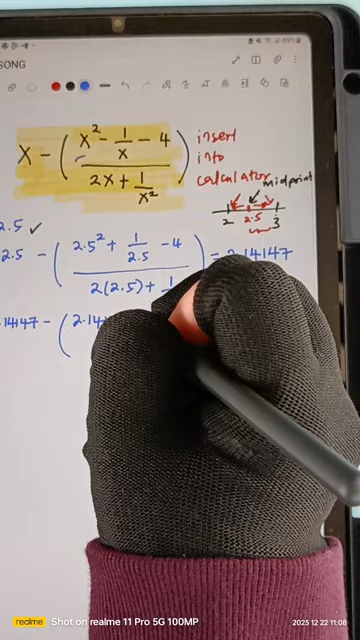 SONG
x - ( x² - 1/x - 4 / 2x + 1/x² ) insert
into
calculator
midpoint
2 2.5 3
2.5 ✓
2.5 - ( 2.5² + 1/2.5 - 4 / 2(2.5) + 1/ ) = 2.14147
.14147 - ( 2.14
realme Shot on realme 11 Pro 5G 100MP 2023 12 22 11:08